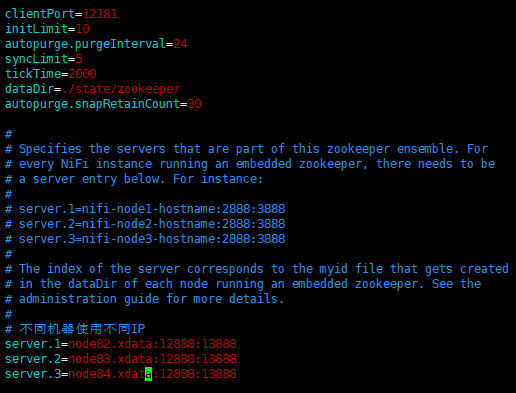 clientPort=12181
initLimit=10
autopurge.purgeInterval=24
syncLimit=5
tickTime=2000
dataDir=./state/zookeeper
autopurge.snapRetainCount=30
#
# Specifies the servers that are part of this zookeeper ensemble. For
# every NiFi instance running an embedded zookeeper, there needs to be
# a server entry below. For instance:
#
# server.1=nifi-node1-hostname:2888:3888
# server.2=nifi-node2-hostname:2888:3888
# server.3=nifi-node3-hostname:2888:3888
#
# The index of the server corresponds to the myid file that gets created
# in the dataDir of each node running an embedded zookeeper. See the
# administration guide for more details.
#
# 不同机器使用不同IP
server.1=node82.xdata:12888:13888
server.2=node83.xdata:12888:13888
server.3=node84.xdata:12888:13888